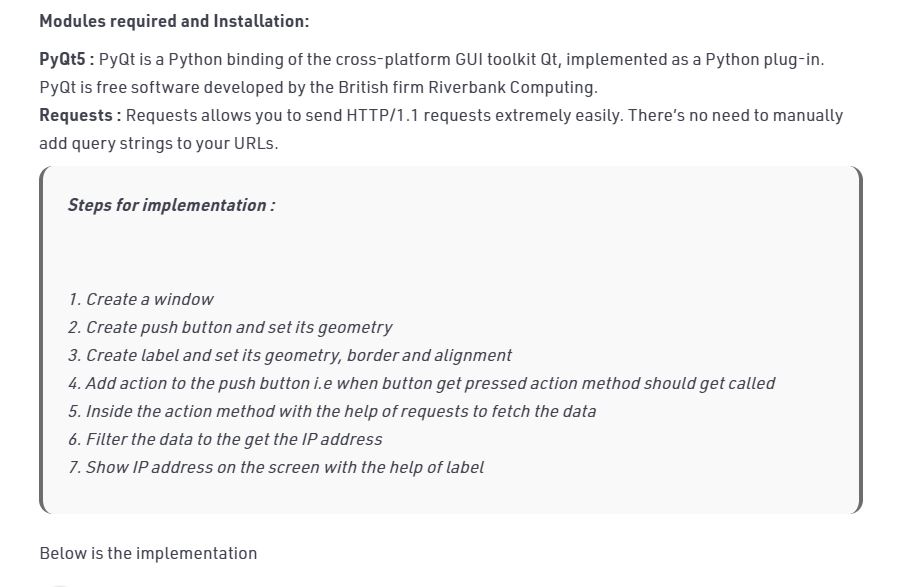 Modules required and Installation:
PyQt5 : PyQt is a Python binding of the cross-platform GUI toolkit Qt, implemented as a Python plug-in.
PyQt is free software developed by the British firm Riverbank Computing.
Requests : Requests allows you to send HTTP/1.1 requests extremely easily. There’s no need to manually
add query strings to your URLs.
Steps for implementation :
1. Create a window
2. Create push button and set its geometry
3. Create label and set its geometry, border and alignment
4. Add action to the push button i.e when button get pressed action method should get called
5. Inside the action method with the help of requests to fetch the data
6. Filter the data to the get the IP address
7. Show IP address on the screen with the help of label
Below is the implementation